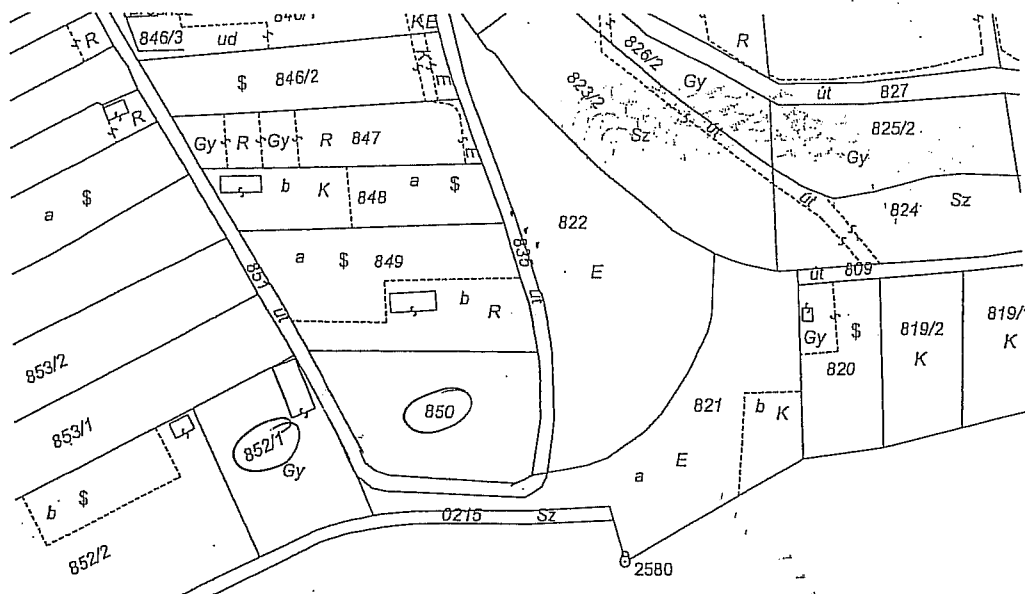 846/3
ud
K E
R
$ 846/2
K
E
R
826/2
Gy
R
út 827
823/2
Sz
út
825/2
Gy
R
Gy R Gy R 847
E
b K 848 a $
a $
822
út
824 Sz
835 út
a $ 849
E
út 809
851 út
b R
Gy $
820
819/2
K
K
853/2
853/1
850
821
b K
852/1
Gy
a E
b $
852/2
0215 Sz
2580